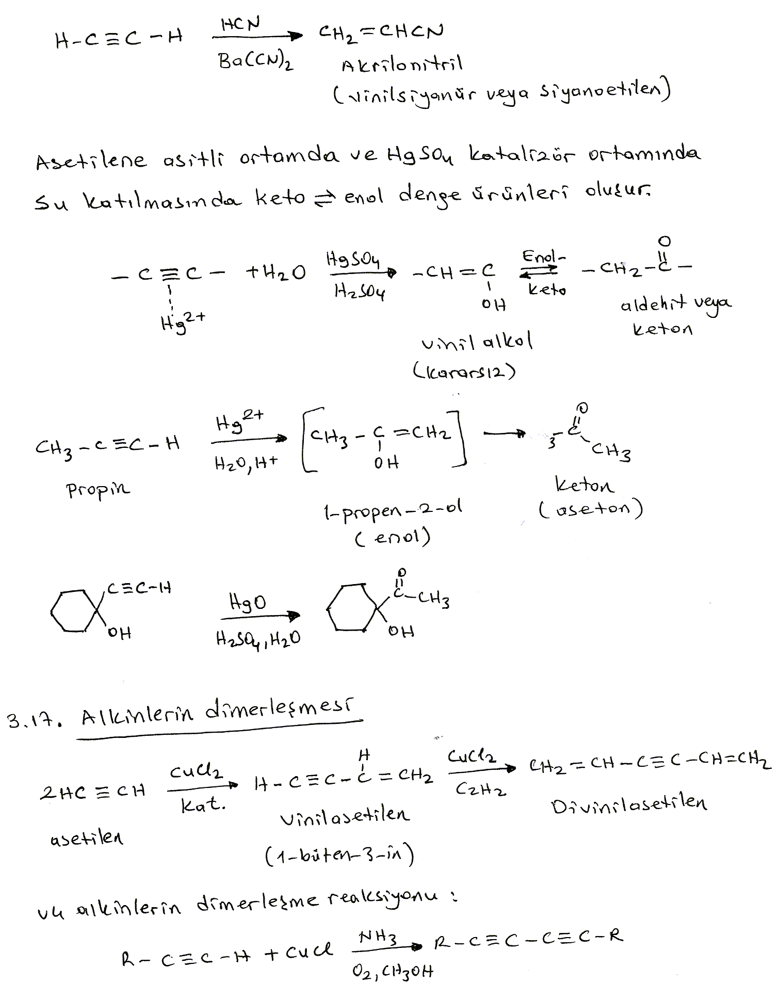 H-C≡C-H HCN Ba(CN)2 → CH2=CHCN
Akrilonitril
(vinilsiyanür veya siyanoetilen)
Asetilene asitli ortamda ve HgSO4 katalizör ortamında
su katılmasında keto ⇌ enol denge ürünleri oluşur.
-C≡C- +H2O HgSO4 H2SO4 → -CH=C OH Enol- keto ⇌ -CH2-C- O
Hg2+
aldehit veya
keton
vinil alkol
(kararsız)
CH3-C≡C-H Hg2+ H2O, H+ → [CH3-C=CH2 OH] → 3-C O CH3
Propin
keton
1-propen-2-ol (aseton)
(enol)
C≡C-H OH HgO H2SO4, H2O → O C-CH3 OH
3.17. Alkinlerin dimerleşmesi
2HC≡CH CuCl2 kat. → H-C≡C-C=CH2 H CuCl2 C2H2 → CH2=CH-C≡C-CH=CH2
asetilen vinilasetilen Divinilasetilen
(1-büten-3-in)
Uç alkinlerin dimerleşme reaksiyonu:
R-C≡C-H + CuCl NH3 O2, CH3OH → R-C≡C-C≡C-R